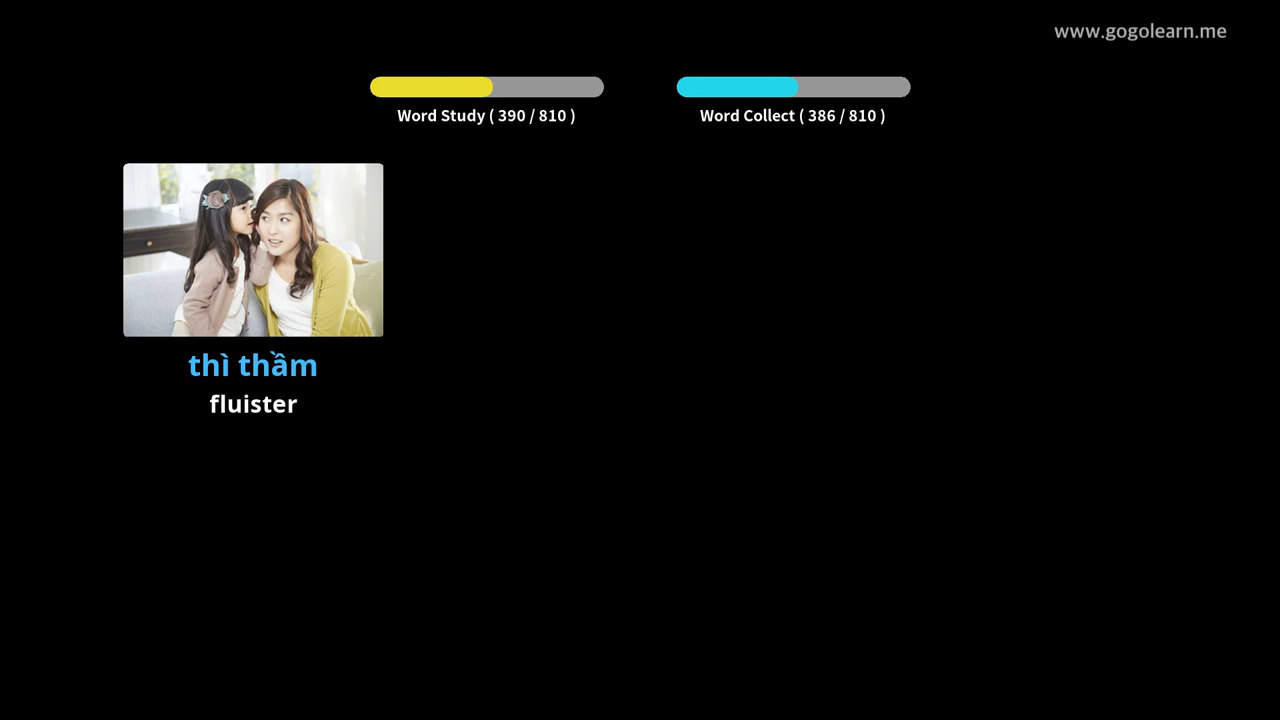 www.gogolearn.me
Word Study ( 390 / 810 )
Word Collect ( 386 / 810 )
thì thầm
fluister